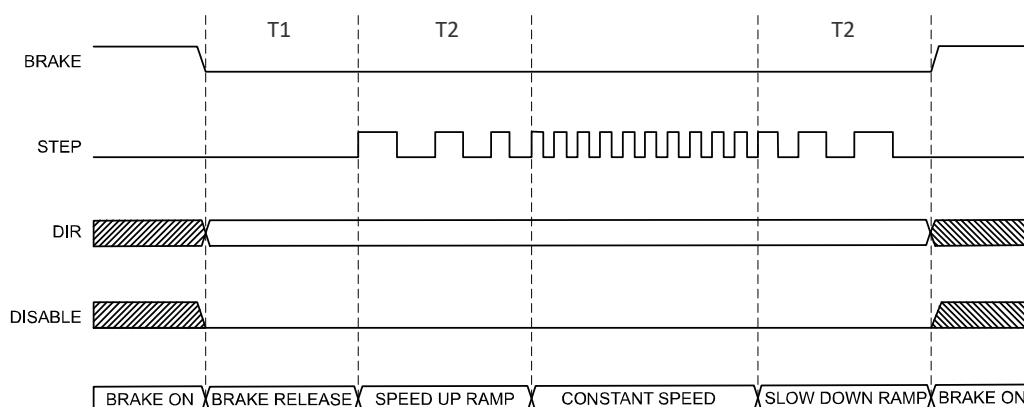 T1 T2 T2
BRAKE
STEP
DIR
DISABLE
BRAKE ON BRAKE RELEASE SPEED UP RAMP CONSTANT SPEED SLOW DOWN RAMP BRAKE ON